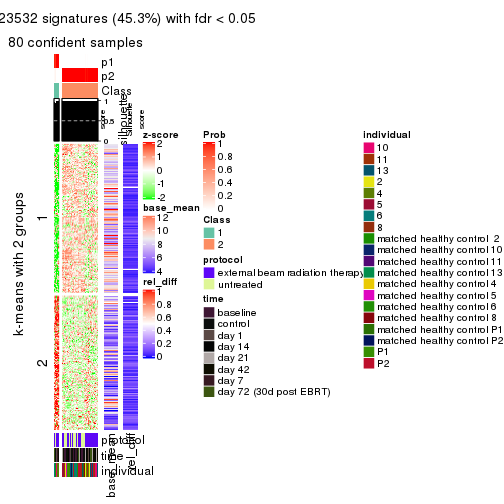 23532 signatures (45.3%) with fdr < 0.05
80 confident samples
p1
p2
Class
1
0.5
0
silhouette
score
k-means with 2 groups
1
2
z-score
2
1
0
-1
-2
base_mean
12
10
8
6
4
rel_diff
1
0.8
0.6
0.4
0.2
0
Prob
1
0.8
0.6
0.4
0.2
0
Class
1
2
protocol
external beam radiation therapy
untreated
time
baseline
control
day 1
day 14
day 21
day 42
day 7
day 72 (30d post EBRT)
individual
10
11
13
2
4
5
6
8
matched healthy control 2
matched healthy control 10
matched healthy control 11
matched healthy control 13
matched healthy control 4
matched healthy control 5
matched healthy control 6
matched healthy control 8
matched healthy control P1
matched healthy control P2
P1
P2
protocol
time
individual
base_mean
rel_diff